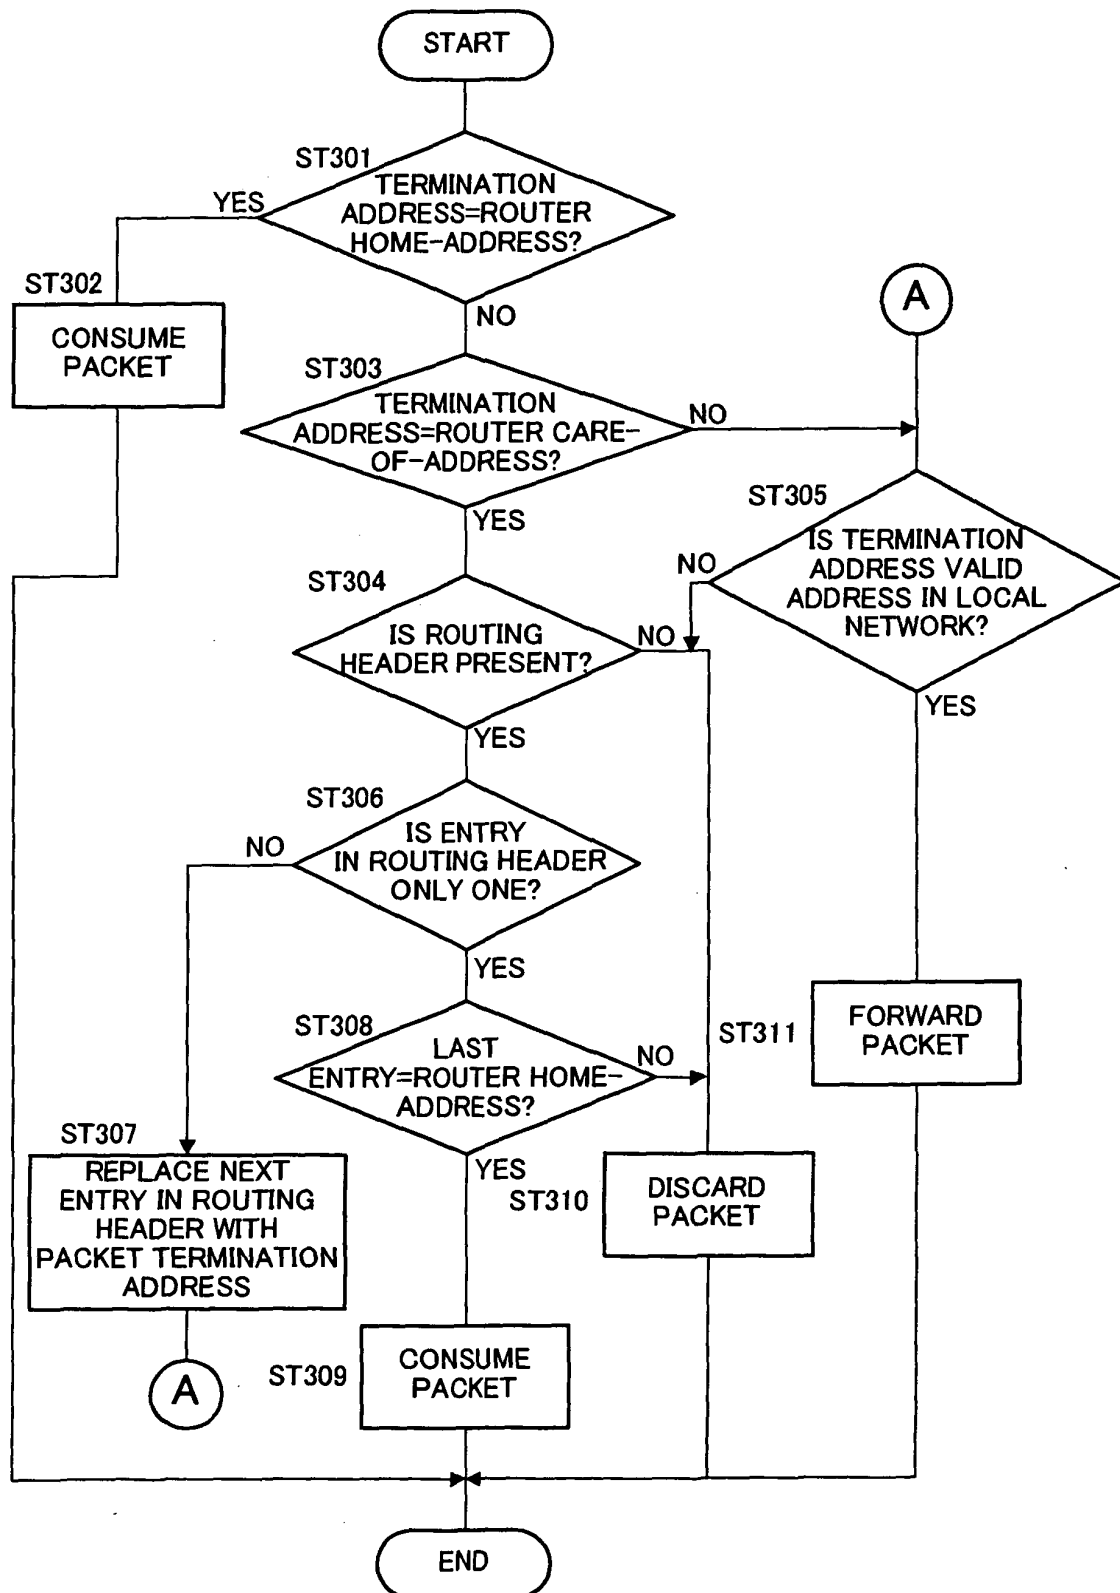 START
ST301
TERMINATION
ADDRESS=ROUTER
HOME-ADDRESS?
YES
NO
ST302
CONSUME
PACKET
A
ST303
TERMINATION
ADDRESS=ROUTER CARE-
OF-ADDRESS?
NO
YES
ST305
IS TERMINATION
ADDRESS VALID
ADDRESS IN LOCAL
NETWORK?
NO
YES
ST304
IS ROUTING
HEADER PRESENT?
NO
YES
ST306
IS ENTRY
IN ROUTING HEADER
ONLY ONE?
NO
YES
ST311
FORWARD
PACKET
ST308
LAST
ENTRY=ROUTER HOME-
ADDRESS?
NO
YES
ST307
REPLACE NEXT
ENTRY IN ROUTING
HEADER WITH
PACKET TERMINATION
ADDRESS
ST310
DISCARD
PACKET
A
ST309
CONSUME
PACKET
END